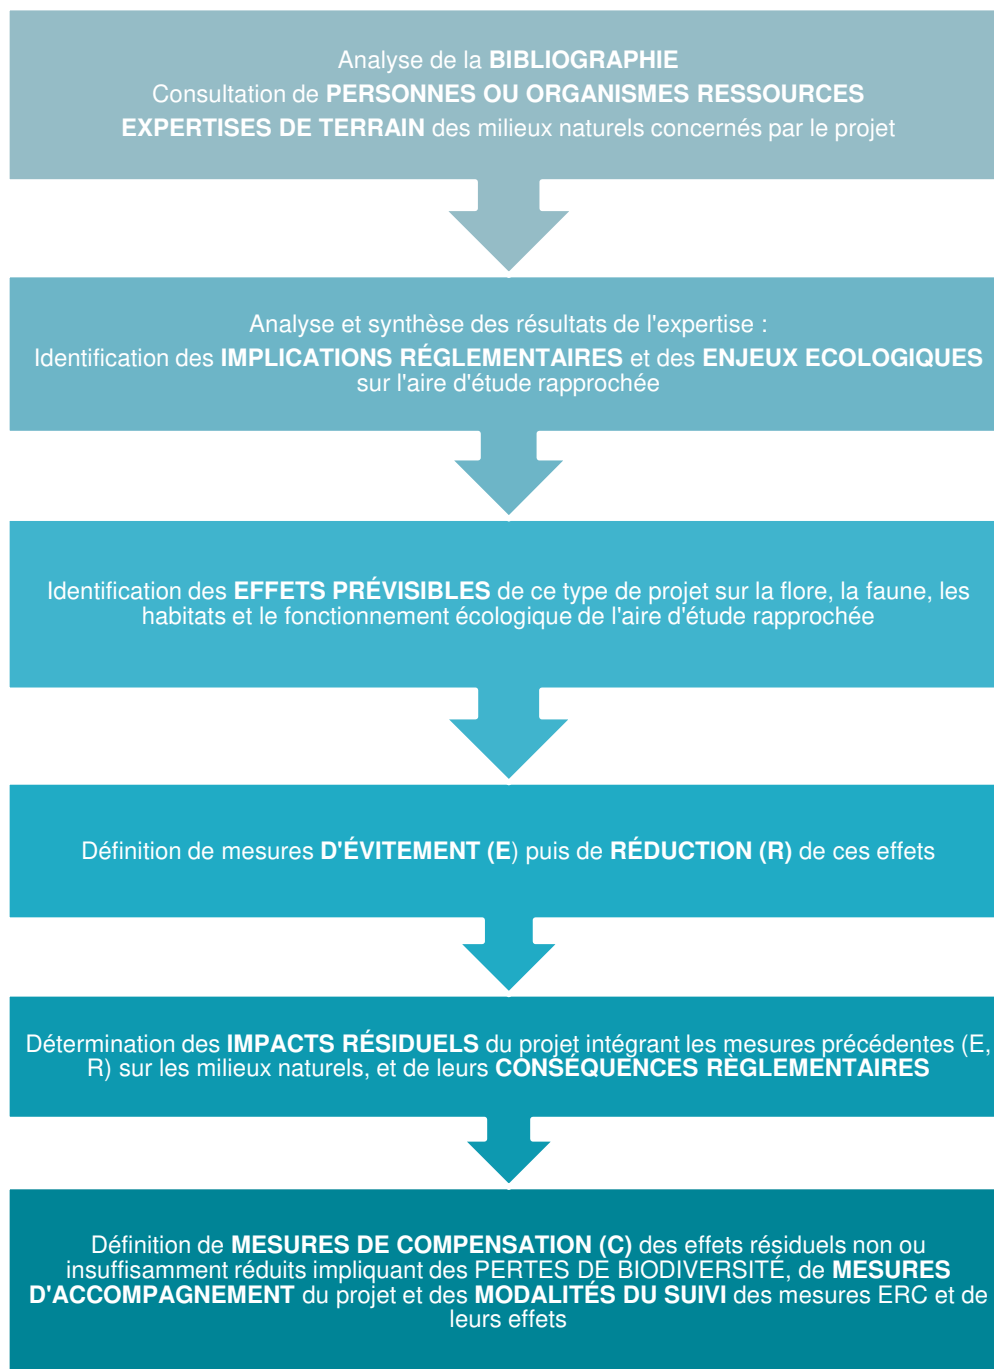 Analyse de la BIBLIOGRAPHIE
Consultation de PERSONNES OU ORGANISMES RESSOURCES
EXPERTISES DE TERRAIN des milieux naturels concernés par le projet
Analyse et synthèse des résultats de l'expertise :
Identification des IMPLICATIONS RÉGLEMENTAIRES et des ENJEUX ECOLOGIQUES
sur l'aire d'étude rapprochée
Identification des EFFETS PRÉVISIBLES de ce type de projet sur la flore, la faune, les
habitats et le fonctionnement écologique de l'aire d'étude rapprochée
Définition de mesures D'ÉVITEMENT (E) puis de RÉDUCTION (R) de ces effets
Détermination des IMPACTS RÉSIDUELS du projet intégrant les mesures précédentes (E,
R) sur les milieux naturels, et de leurs CONSÉQUENCES RÈGLEMENTAIRES
Définition de MESURES DE COMPENSATION (C) des effets résiduels non ou
insuffisamment réduits impliquant des PERTES DE BIODIVERSITÉ, de MESURES
D'ACCOMPAGNEMENT du projet et des MODALITÉS DU SUIVI des mesures ERC et de
leurs effets